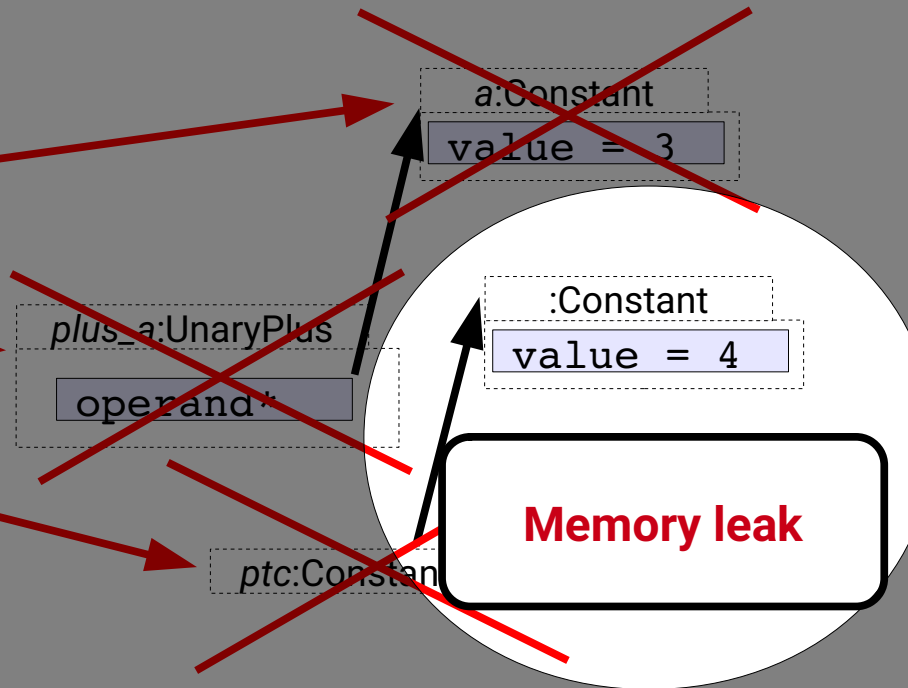 a:Constant
value = 3
:Constant
plus_a:UnaryPlus
value = 4
operand*
Memory leak
ptc:Constan